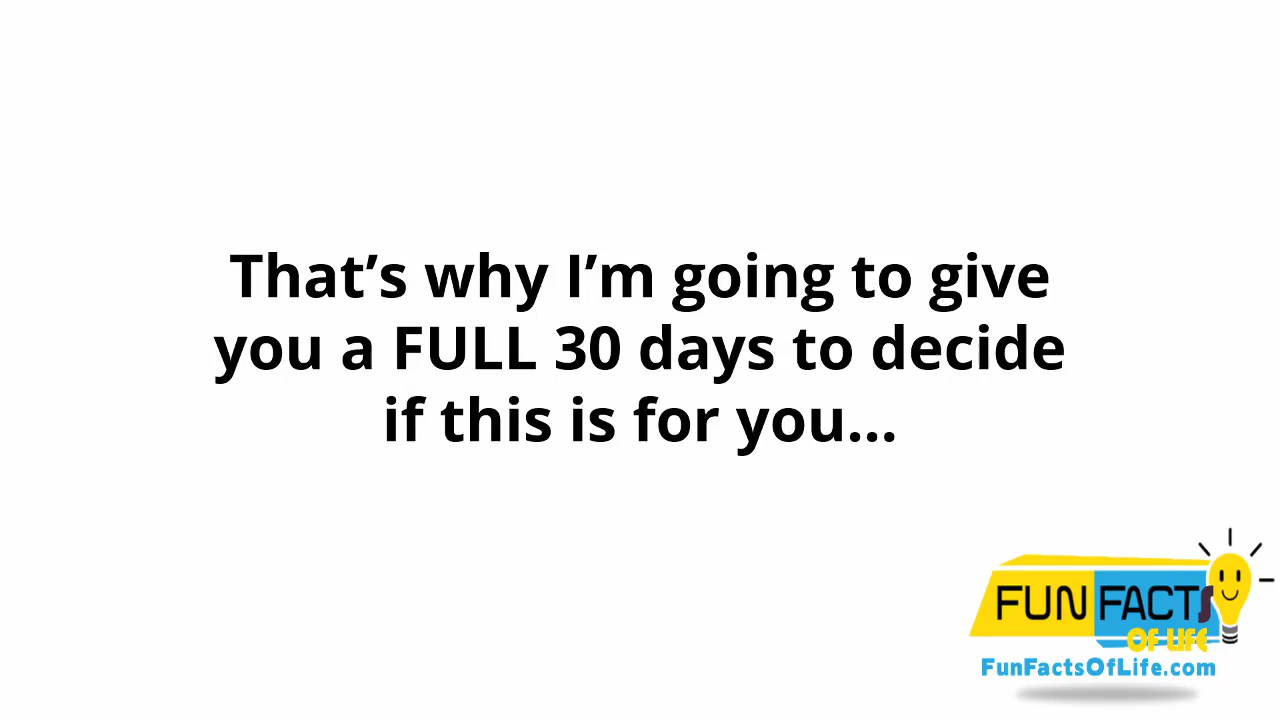 That’s why I’m going to give
you a FULL 30 days to decide
if this is for you...
FUN FACTS
OF LIFE
FunFactsOfLife.com